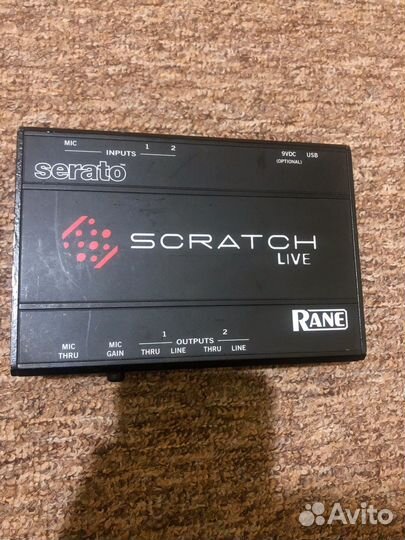 MIC 1 2 9VDC USB
INPUTS (OPTIONAL)
serato™
SCRATCH
LIVE
RANE
1 2
MIC MIC OUTPUTS
THRU GAIN THRU LINE THRU LINE
Avito